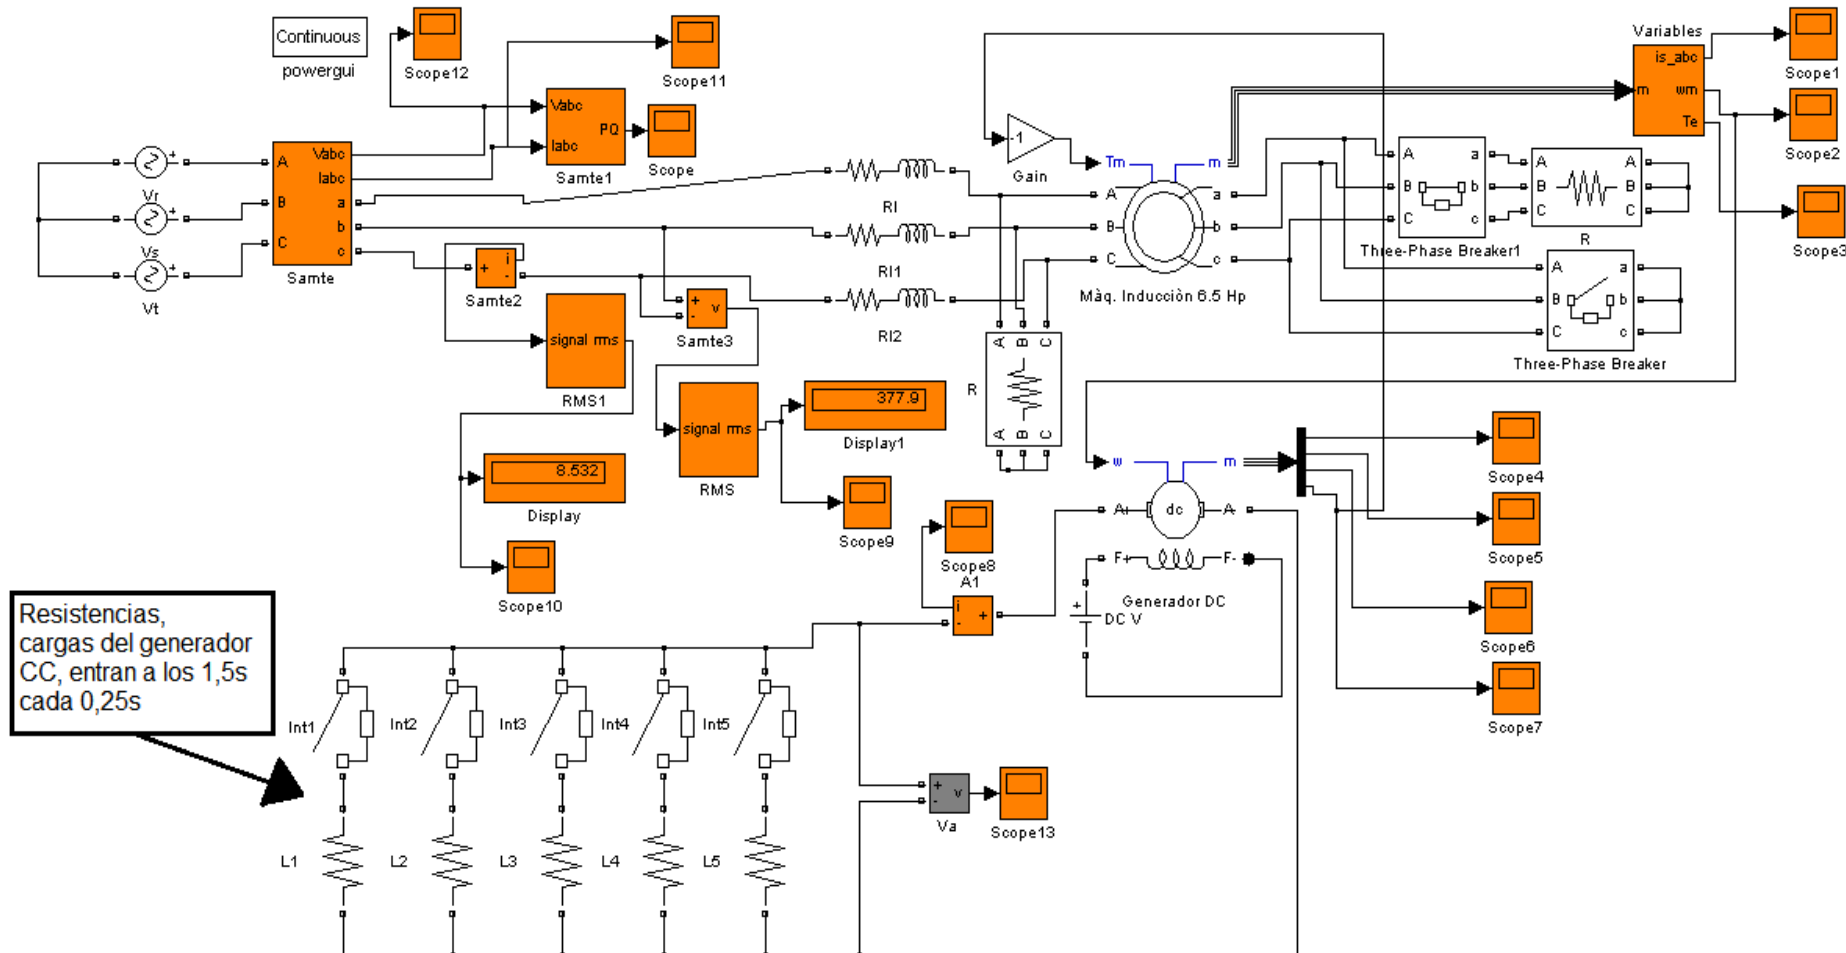 Continuous
powergui
Scope12
Scope11
Vabc
Iabc
PQ
Samte1
Scope
Variables
is_abc
m
wm
Te
Scope1
Scope2
Scope3
Vr
Vs
Vt
A
B
C
Vabc
Iabc
a
b
c
Samte
+
i
-
Samte2
+
-
v
Samte3
Rl
Rl1
Rl2
-1
Gain
Tm
m
A
B
C
a
b
c
Màq. Inducciòn 6.5 Hp
A
B
C
a
b
c
Three-Phase Breaker1
A
B
C
A
B
C
R
A
B
C
a
b
c
Three-Phase Breaker
signal rms
RMS1
signal rms
RMS
377.9
Display1
8.532
Display
Scope9
Scope10
A
B
C
R
A
B
C
w
m
A+
dc
A-
F+
F-
Generador DC
+
DC V
Scope4
Scope5
Scope6
Scope7
Scope8
A1
i
-
+
Resistencias,
cargas del generador
CC, entran a los 1,5s
cada 0,25s
Int1
Int2
Int3
Int4
Int5
L1
L2
L3
L4
L5
+
-
v
Va
Scope13